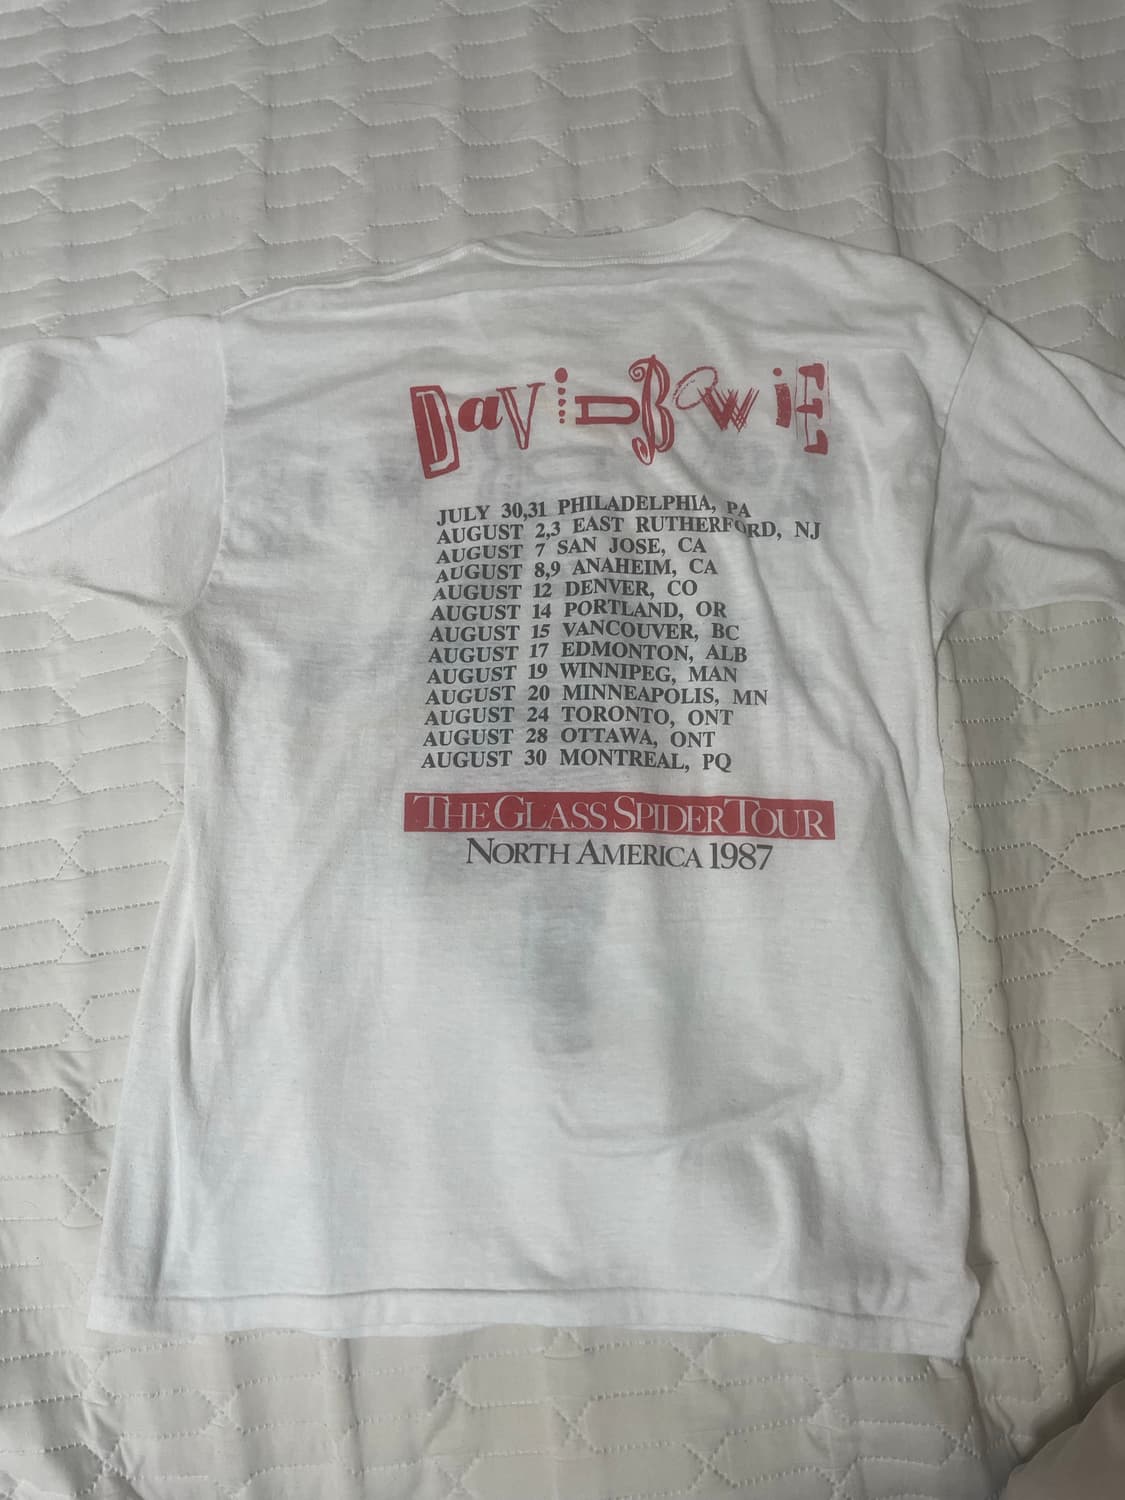 DaviD BowiE
JULY 30,31 PHILADELPHIA, PA
AUGUST 2,3 EAST RUTHERFORD, NJ
AUGUST 7 SAN JOSE, CA
AUGUST 8,9 ANAHEIM, CA
AUGUST 12 DENVER, CO
AUGUST 14 PORTLAND, OR
AUGUST 15 VANCOUVER, BC
AUGUST 17 EDMONTON, ALB
AUGUST 19 WINNIPEG, MAN
AUGUST 20 MINNEAPOLIS, MN
AUGUST 24 TORONTO, ONT
AUGUST 28 OTTAWA, ONT
AUGUST 30 MONTREAL, PQ
THE GLASS SPIDER TOUR
NORTH AMERICA 1987